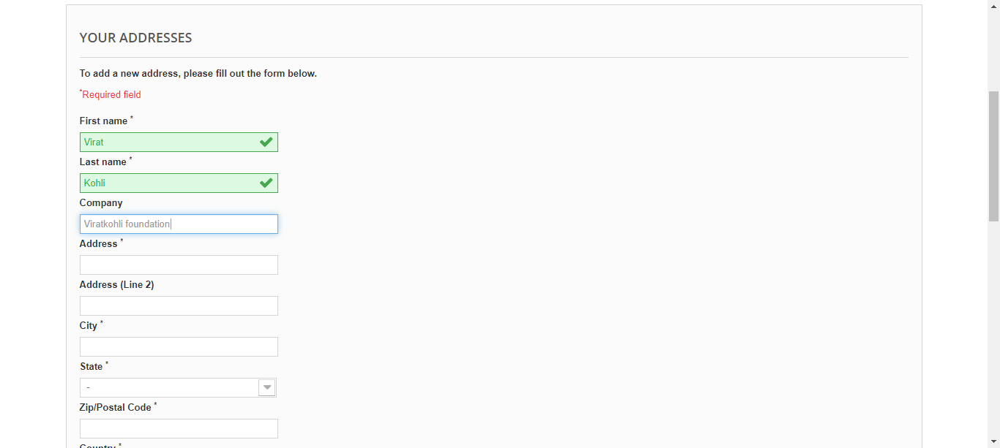 YOUR ADDRESSES
To add a new address, please fill out the form below.
*Required field
First name *
Virat
Last name *
Kohli
Company
Viratkohli foundation
Address *
Address (Line 2)
City *
State *
-
Zip/Postal Code *
Country *